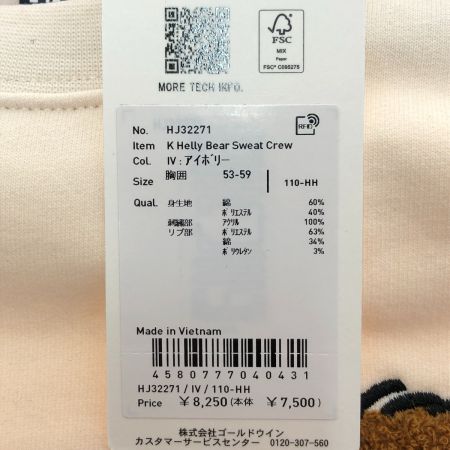 MORE TECH INFO.
FSC
MIX
Paper
FSC® C095275
No. HJ32271
RFID
Item K Helly Bear Sweat Crew
Col. IV : アイボリー
Size 胸囲 53-59 110-HH
Qual. 身生地 綿 60%
ポリエステル 40%
刺繍部 アクリル 100%
リブ部 ポリエステル 63%
綿 34%
ポリウレタン 3%
Made in Vietnam
4580777040431
HJ32271 / IV / 110-HH
Price ¥8,250(本体 ¥7,500)
株式会社ゴールドウイン
カスタマーサービスセンター 0120-307-560